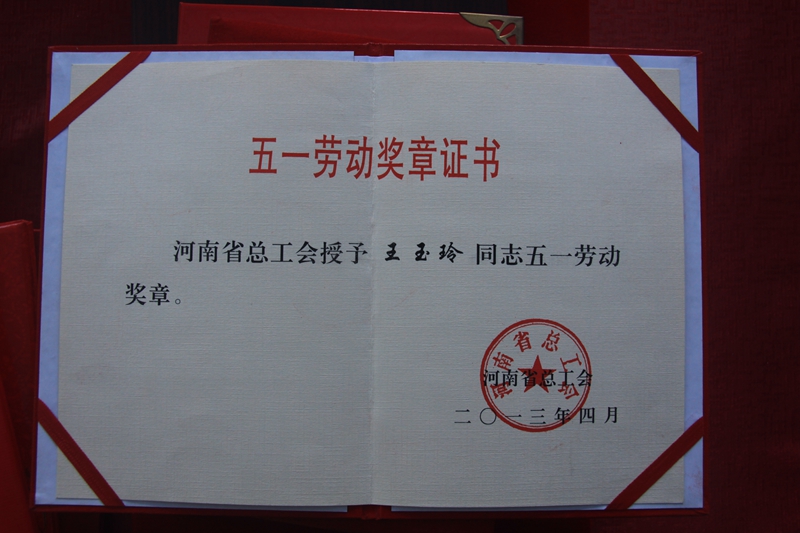 五一劳动奖章证书
河南省总工会授予 王玉玲 同志五一劳动
奖章。
河南省总工会
河南省总工会
二〇一三年四月